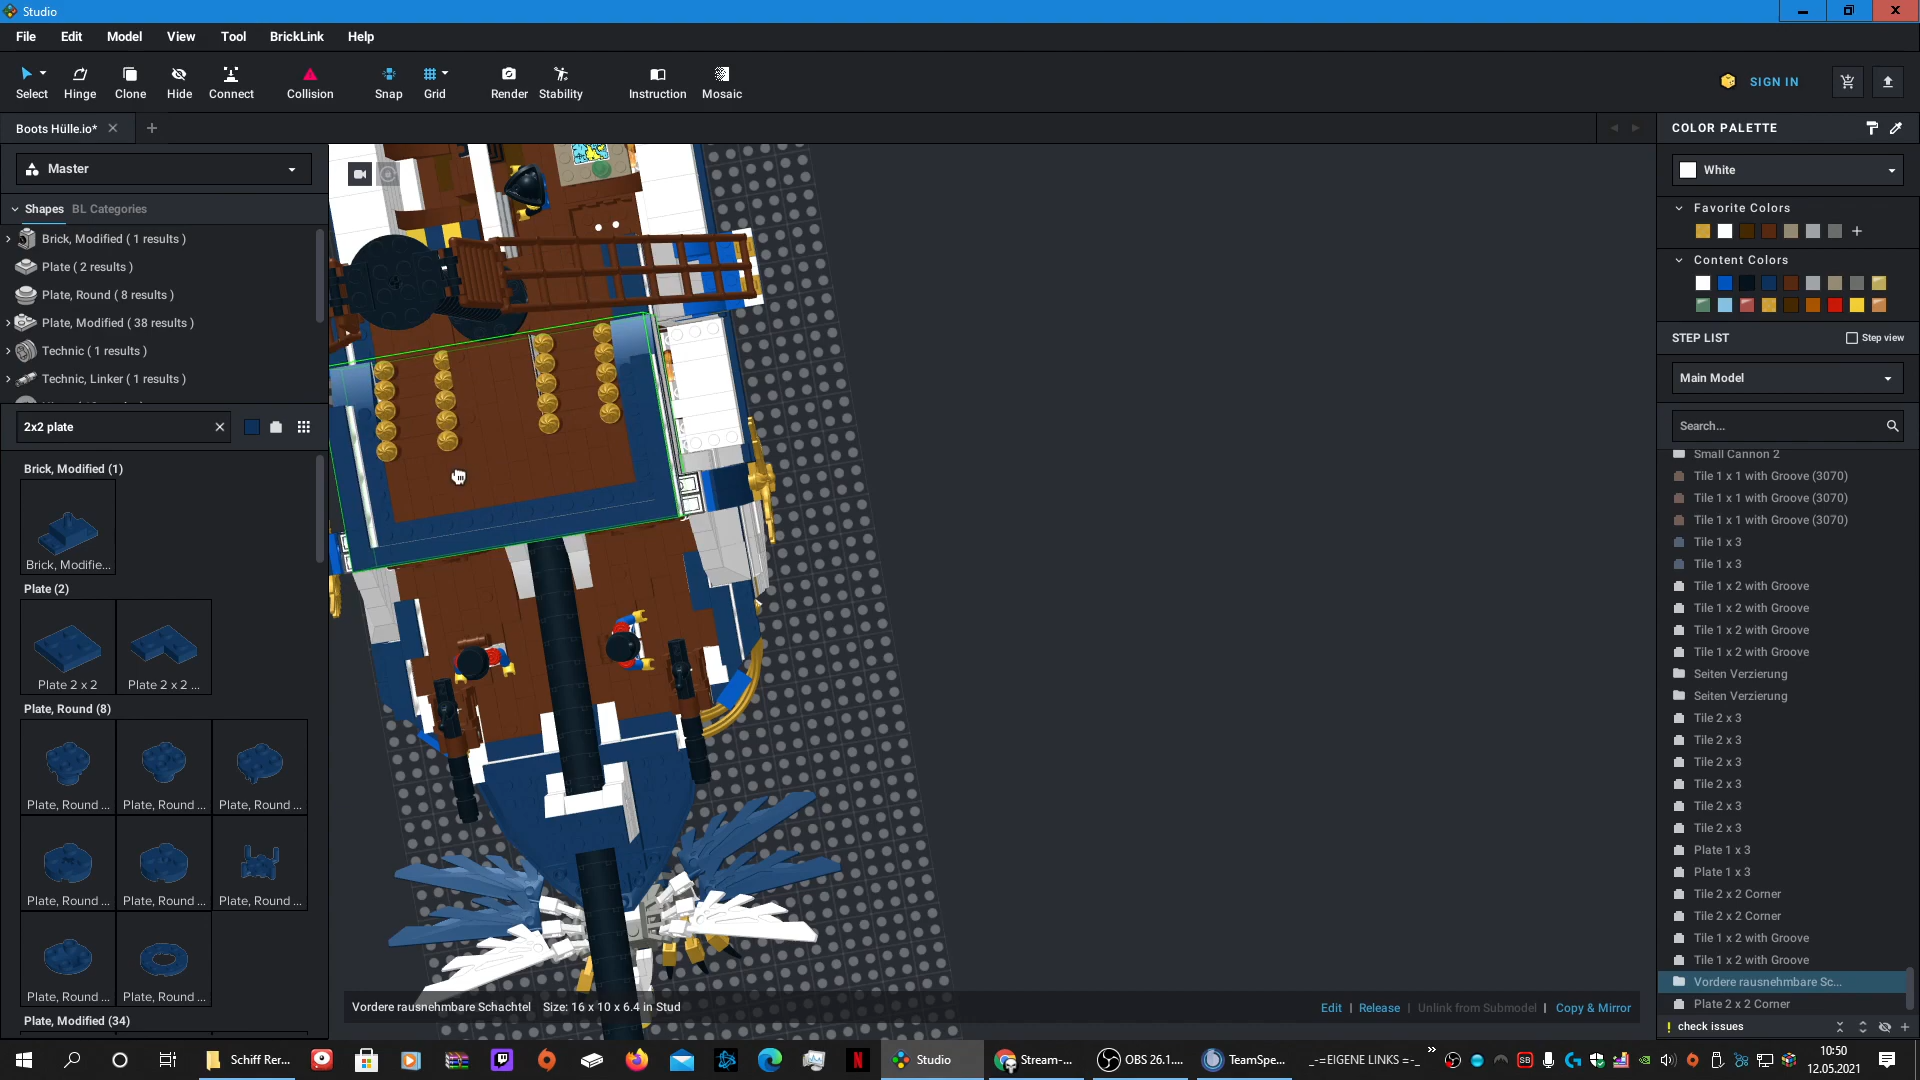 Studio
File Edit Model View Tool BrickLink Help
Select Hinge Clone Hide Connect Collision Snap Grid Render Stability Instruction Mosaic SIGN IN
Boots Hülle.io*
COLOR PALETTE
Master
White
Shapes BL Categories
Favorite Colors
Brick, Modified ( 1 results )
Plate ( 2 results )
Plate, Round ( 8 results )
Plate, Modified ( 38 results )
Technic ( 1 results )
Technic, Linker ( 1 results )
Content Colors
STEP LIST Step view
Main Model
2x2 plate
Search...
Brick, Modified (1)
Brick, Modifie...
Plate (2)
Plate 2 x 2
Plate 2 x 2 ...
Plate, Round (8)
Plate, Round ...
Plate, Round ...
Plate, Round ...
Plate, Round ...
Plate, Round ...
Plate, Round ...
Plate, Round ...
Plate, Round ...
Plate, Modified (34)
Small Cannon 2
Tile 1 x 1 with Groove (3070)
Tile 1 x 1 with Groove (3070)
Tile 1 x 1 with Groove (3070)
Tile 1 x 3
Tile 1 x 3
Tile 1 x 2 with Groove
Tile 1 x 2 with Groove
Tile 1 x 2 with Groove
Tile 1 x 2 with Groove
Seiten Verzierung
Seiten Verzierung
Tile 2 x 3
Tile 2 x 3
Tile 2 x 3
Tile 2 x 3
Tile 2 x 3
Tile 2 x 3
Plate 1 x 3
Plate 1 x 3
Tile 2 x 2 Corner
Tile 2 x 2 Corner
Tile 1 x 2 with Groove
Tile 1 x 2 with Groove
Vordere rausnehmbare Sc...
Plate 2 x 2 Corner
check issues
Vordere rausnehmbare Schachtel Size: 16 x 10 x 6.4 in Stud
Edit | Release | Unlink from Submodel | Copy & Mirror
Schiff Rer...
Studio
Stream-...
OBS 26.1....
TeamSpe...
_-=EIGENE LINKS =-_
10:50
12.05.2021